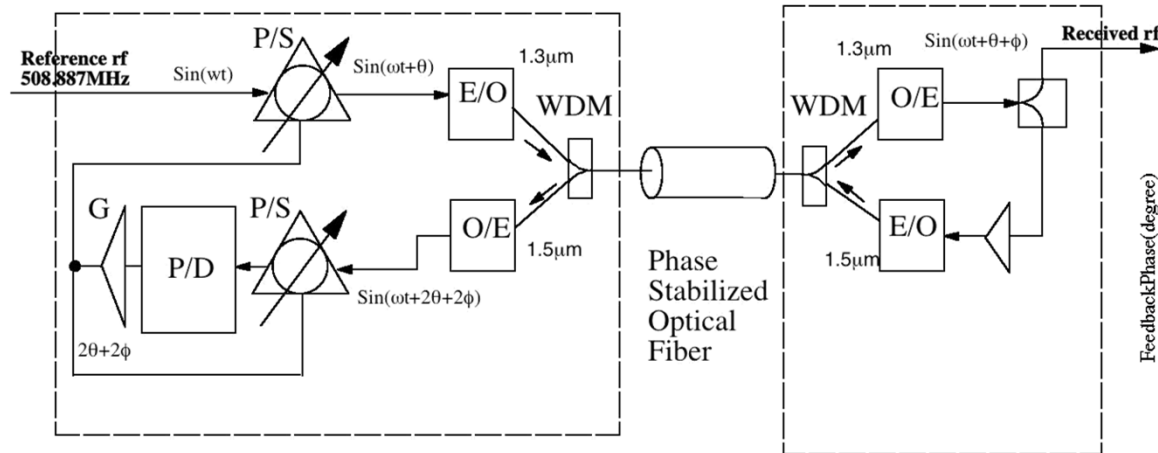 P/S
Reference rf
508.887MHz
Sin(wt)
Sin(ωt+θ)
1.3μm
E/O
WDM
G
P/S
P/D
O/E
1.5μm
Sin(ωt+2θ+2ϕ)
2θ+2ϕ
Phase
Stabilized
Optical
Fiber
1.3μm
Sin(ωt+θ+ϕ)
Received rf
WDM
O/E
E/O
1.5μm
FeedbackPhase(degree)